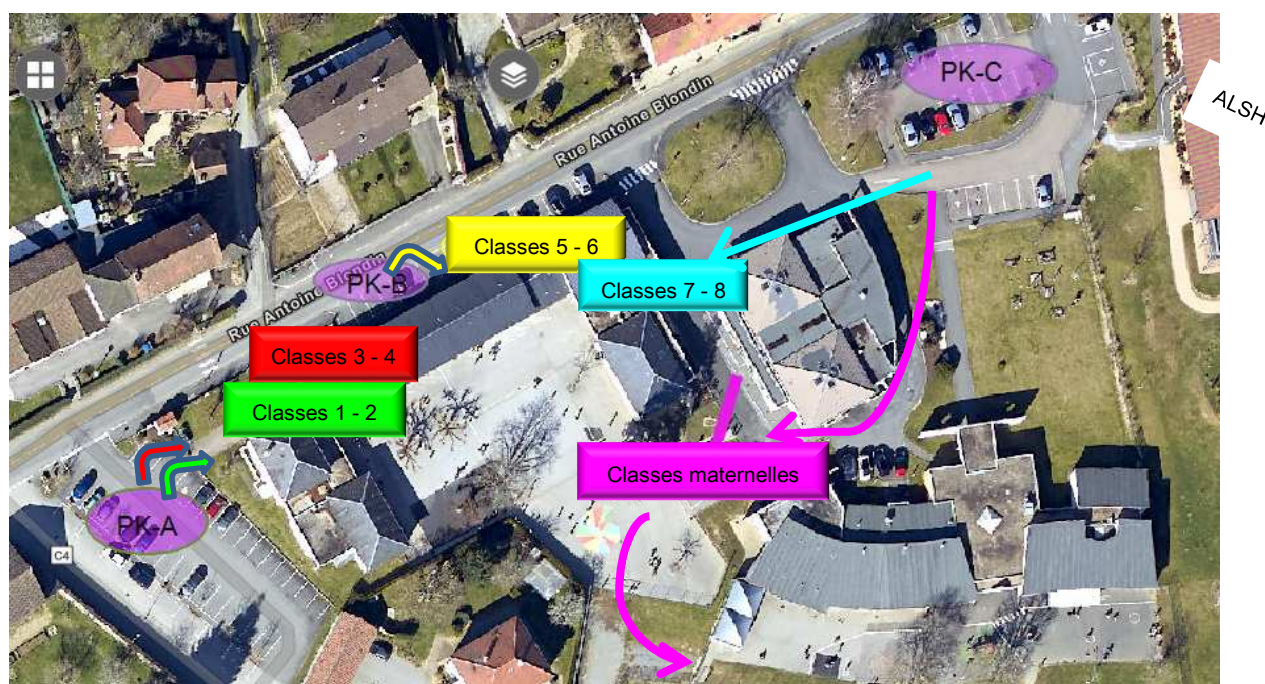 PK-C
ALSH
Rue Antoine Blondin
Classes 5 - 6
PK-B
Classes 7 - 8
Rue Antoine Blondin
Classes 3 - 4
Classes 1 - 2
Classes maternelles
PK-A
C4